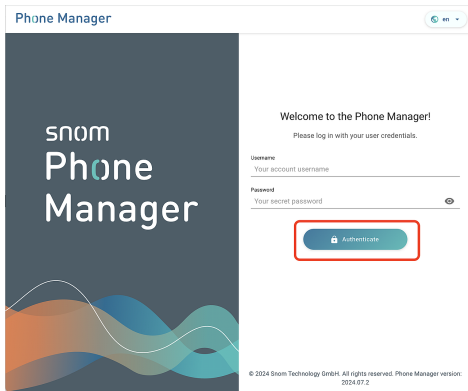 Phone Manager
en
snom
Phone
Manager
Welcome to the Phone Manager!
Please log in with your user credentials.
Username
Your account username
Password
Your secret password
Authenticate
© 2024 Snom Technology GmbH. All rights reserved. Phone Manager version:
2024.07.2